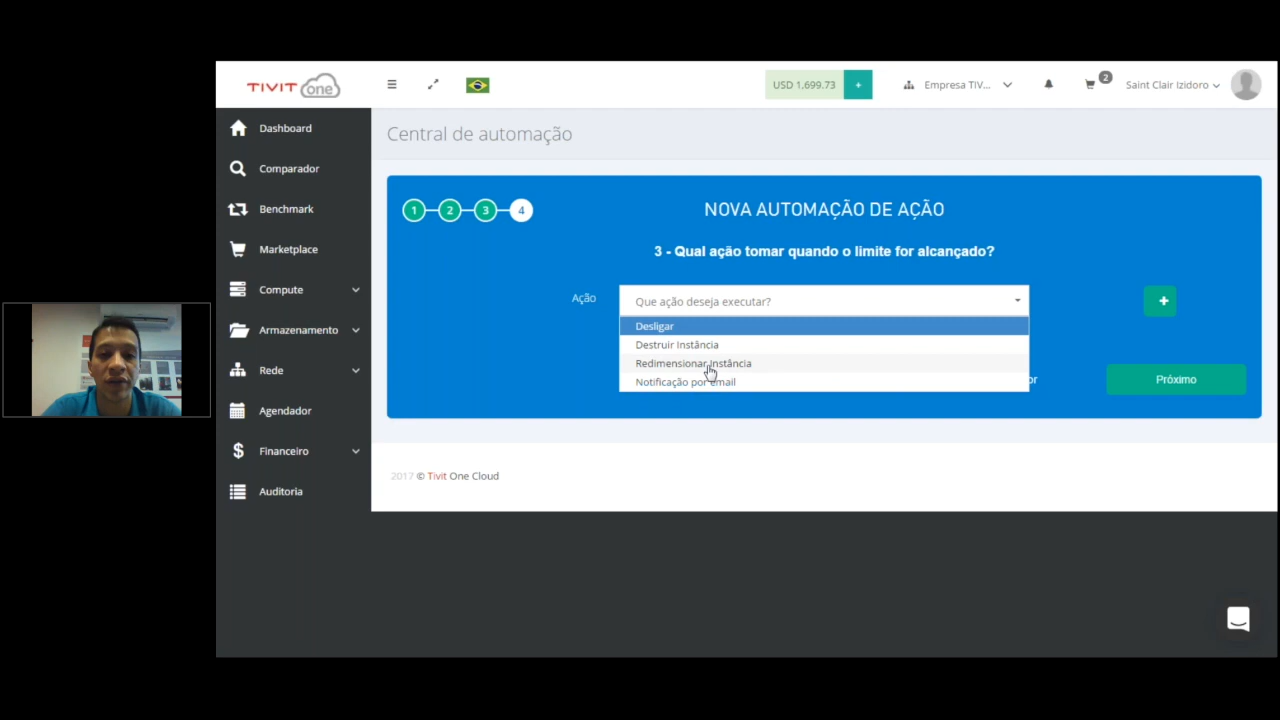 TIVIT one
USD 1,699.73
+
Empresa TIV...
2
Saint Clair Izidoro
Dashboard
Comparador
Benchmark
Marketplace
Compute
Armazenamento
Rede
Agendador
Financeiro
Auditoria
Central de automação
1
2
3
4
NOVA AUTOMAÇÃO DE AÇÃO
3 - Qual ação tomar quando o limite for alcançado?
Ação
Que ação deseja executar?
+
Desligar
Destruir Instância
Redimensionar Instância
Notificação por email
or
Próximo
2017 © Tivit One Cloud